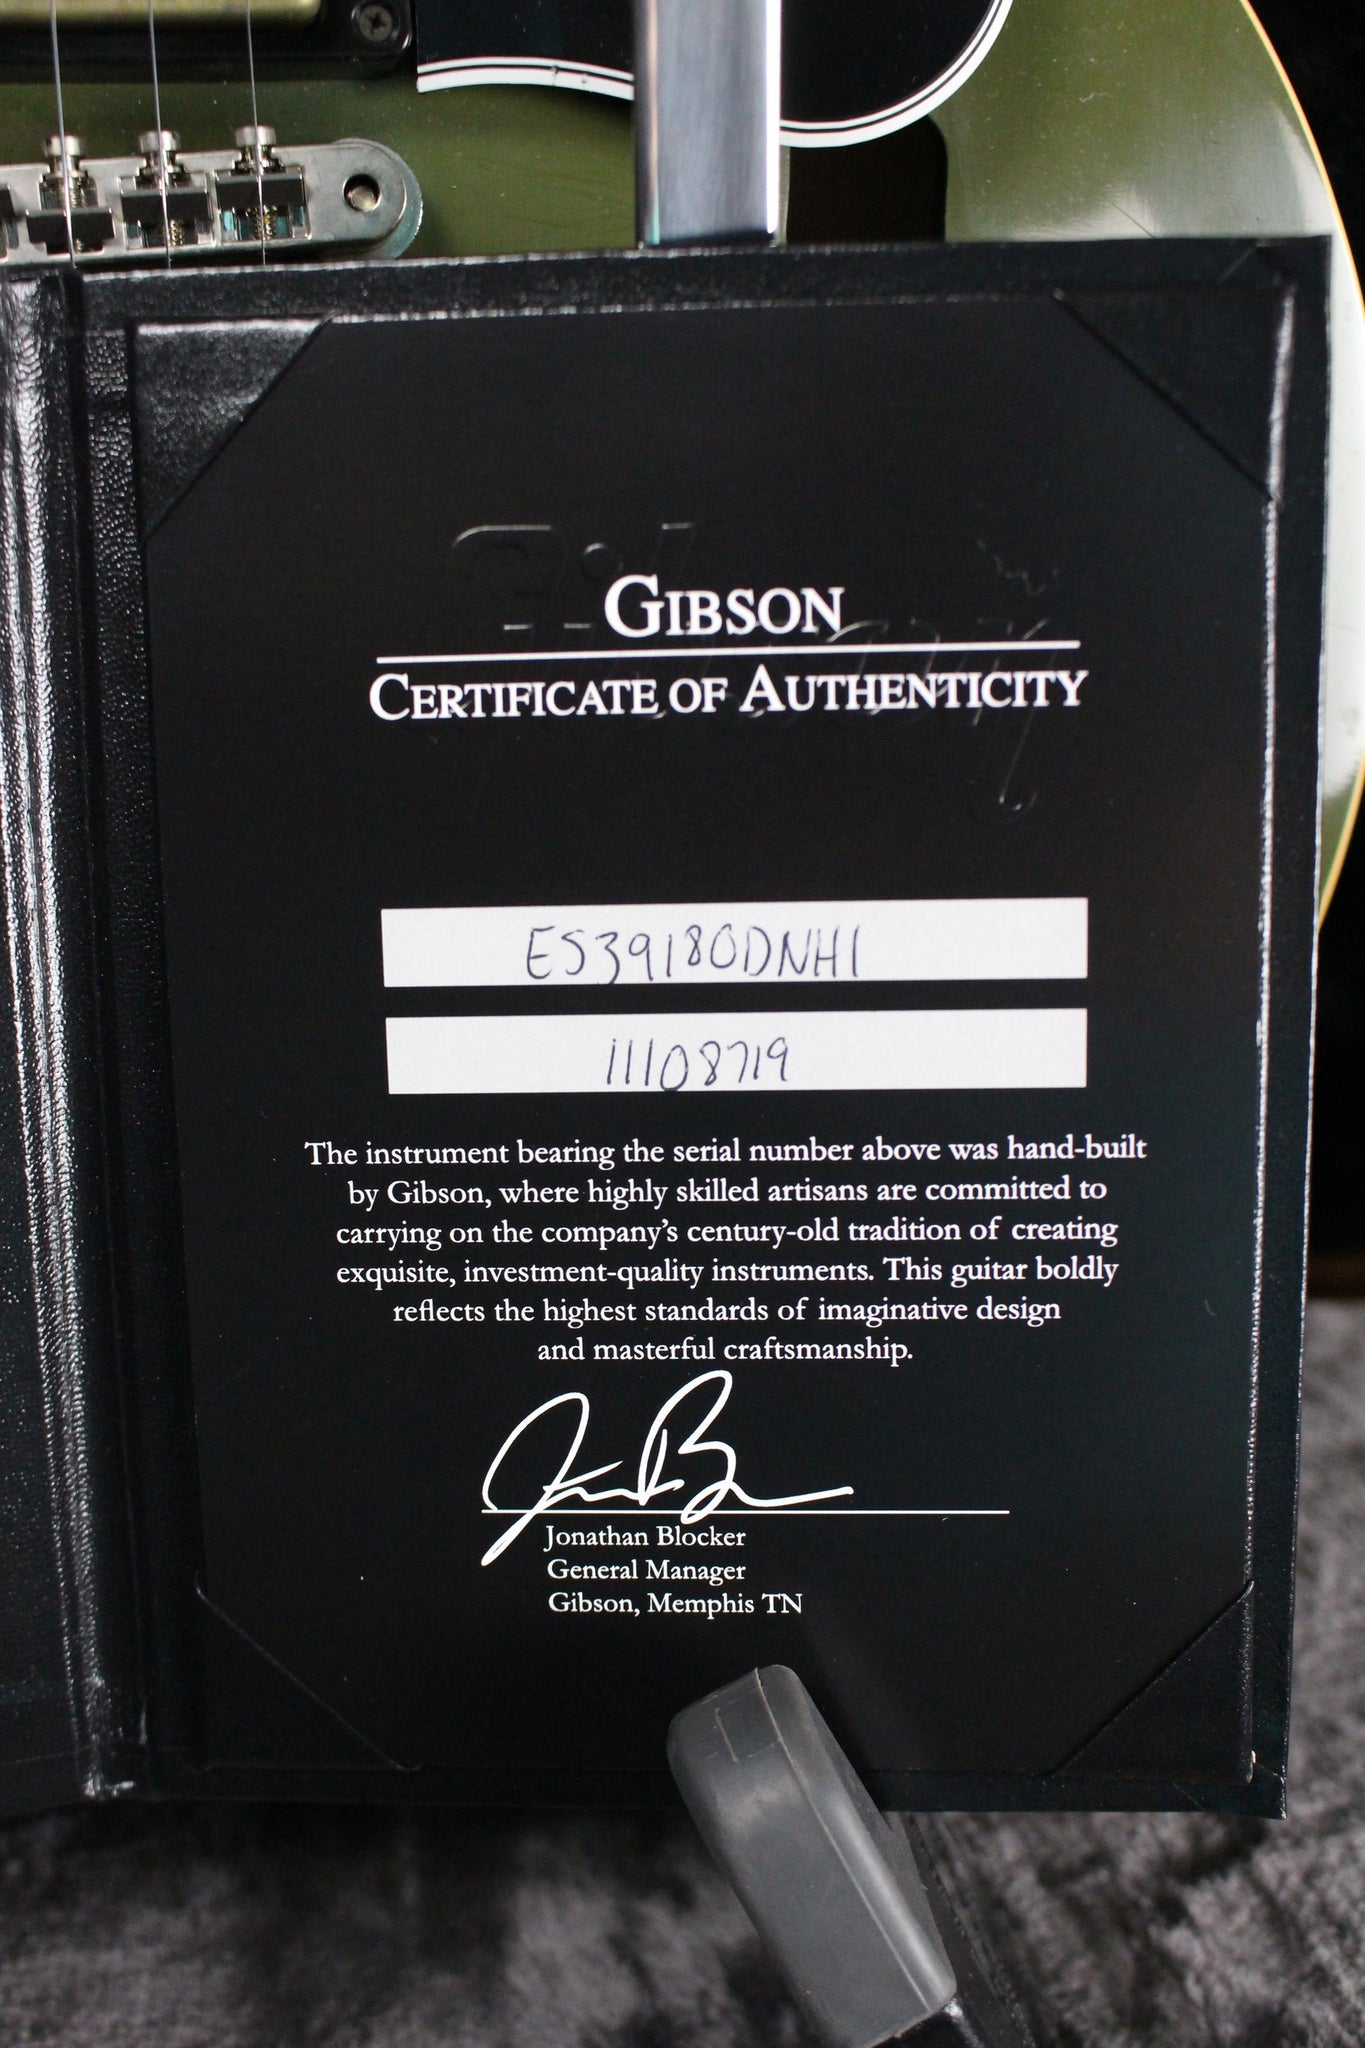 GIBSON
CERTIFICATE OF AUTHENTICITY
ES39180DNH1
11108719
The instrument bearing the serial number above was hand-built
by Gibson, where highly skilled artisans are committed to
carrying on the company's century-old tradition of creating
exquisite, investment-quality instruments. This guitar boldly
reflects the highest standards of imaginative design
and masterful craftsmanship.
Jonathan Blocker
General Manager
Gibson, Memphis TN